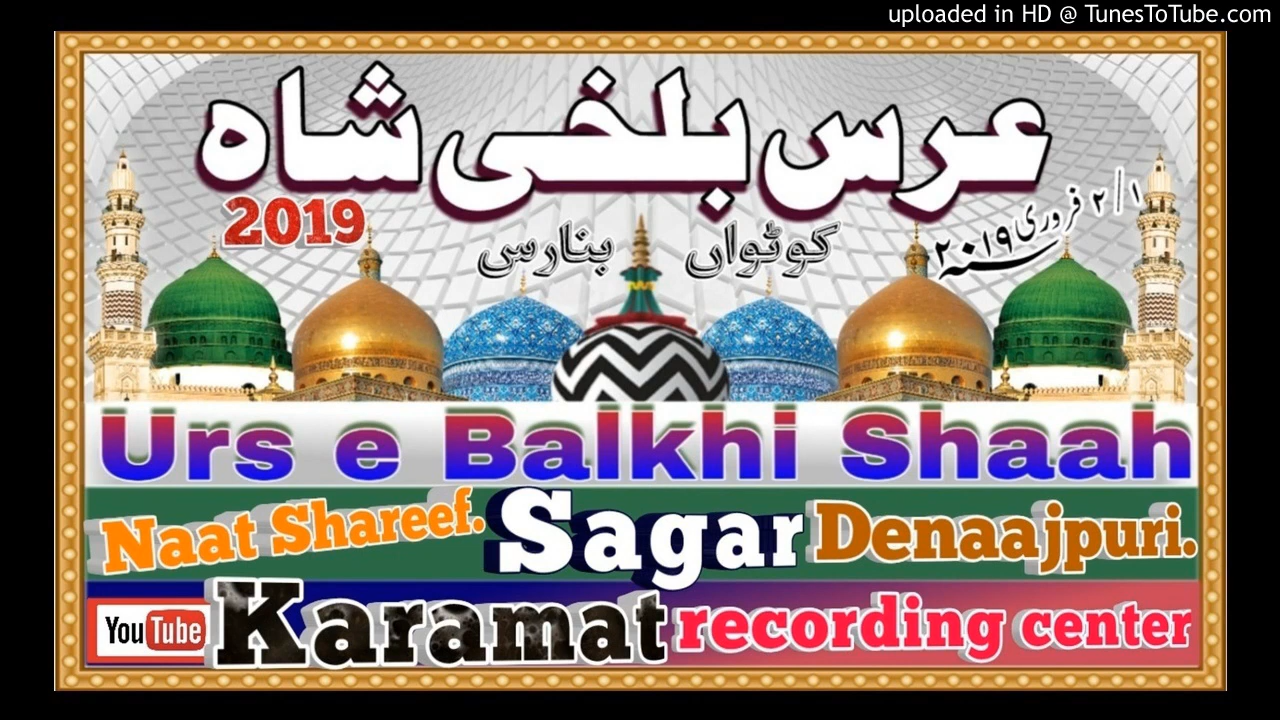 uploaded in HD @ TunesToTube.com
عرس بلخی شاہ
۱/۲ فروری سنہ ۲۰۱۹
2019
کوٹواں بنارس
Urs e Balkhi Shaah
Naat Shareef. Sagar Denaajpuri.
YouTube Karamat recording center